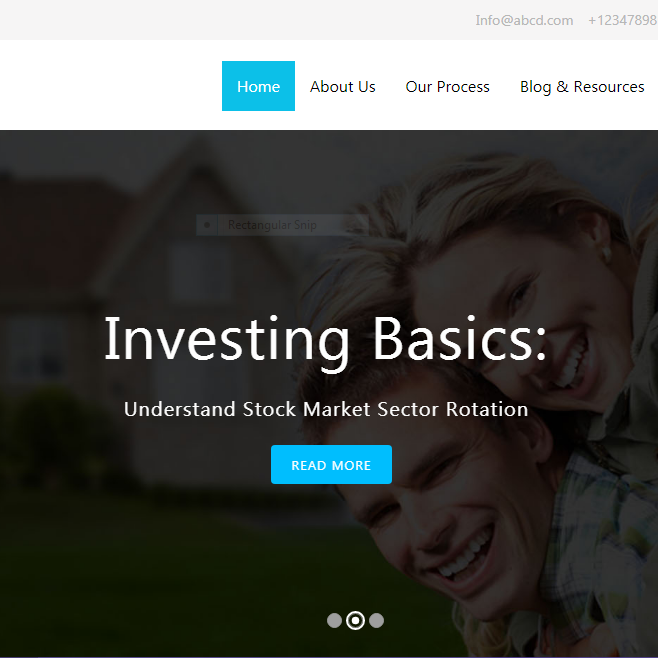 Info@abcd.com +12347898
Home About Us Our Process Blog & Resources
Rectangular Snip
Investing Basics:
Understand Stock Market Sector Rotation
READ MORE